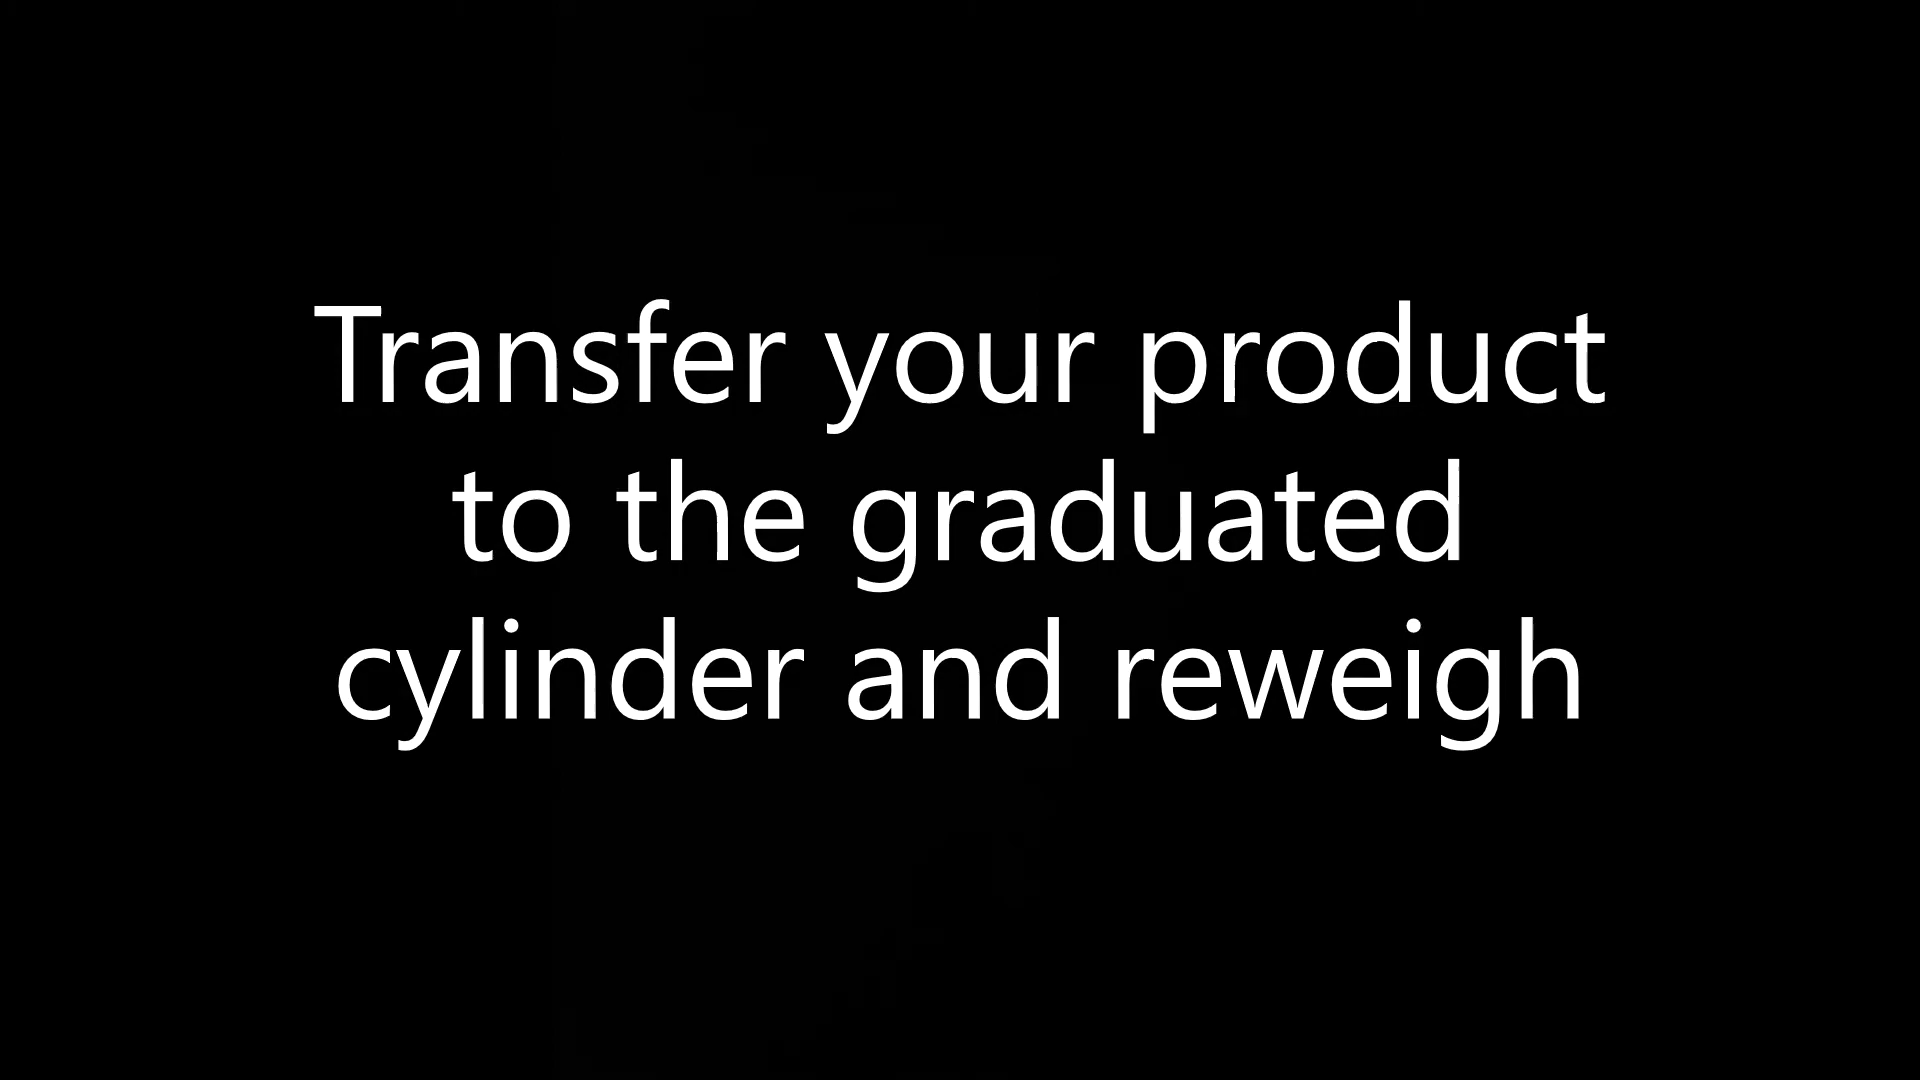 Transfer your product
to the graduated
cylinder and reweigh